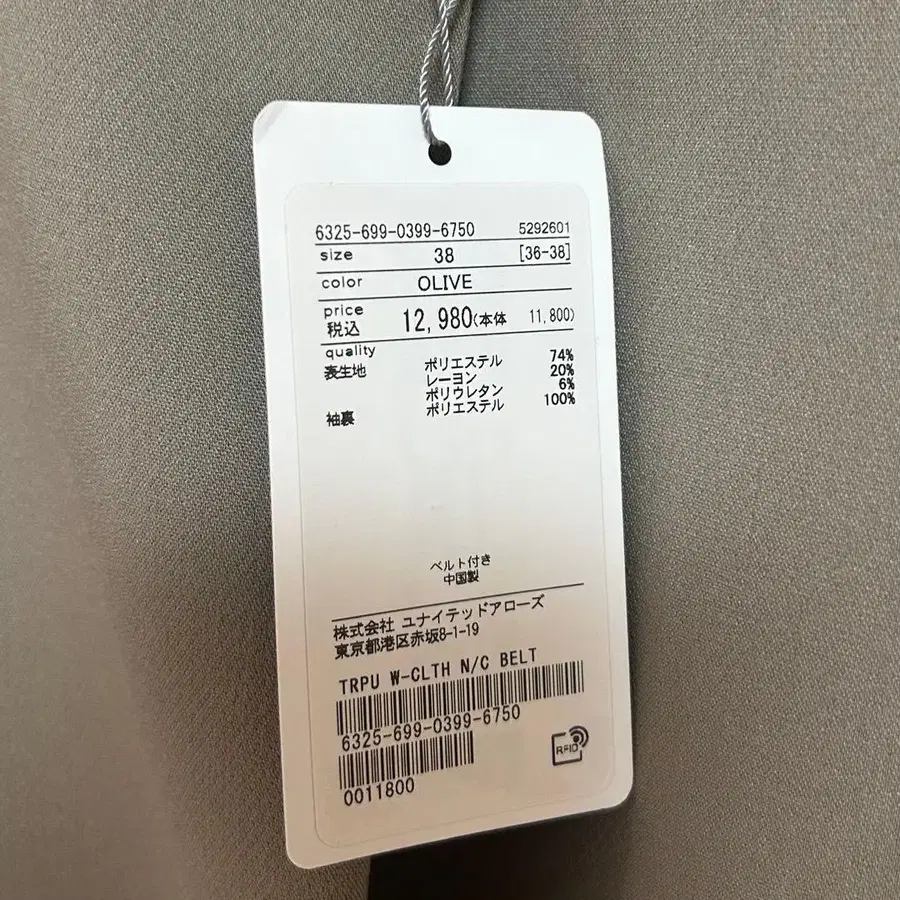 6325-699-0399-6750 5292601
size 38 [36-38]
color OLIVE
price
税込 12,980(本体 11,800)
quality
表生地 ポリエステル 74%
レーヨン 20%
ポリウレタン 6%
袖裏 ポリエステル 100%
ベルト付き
中国製
株式会社 ユナイテッドアローズ
東京都港区赤坂8-1-19
TRPU W-CLTH N/C BELT
6325-699-0399-6750
RFID
0011800